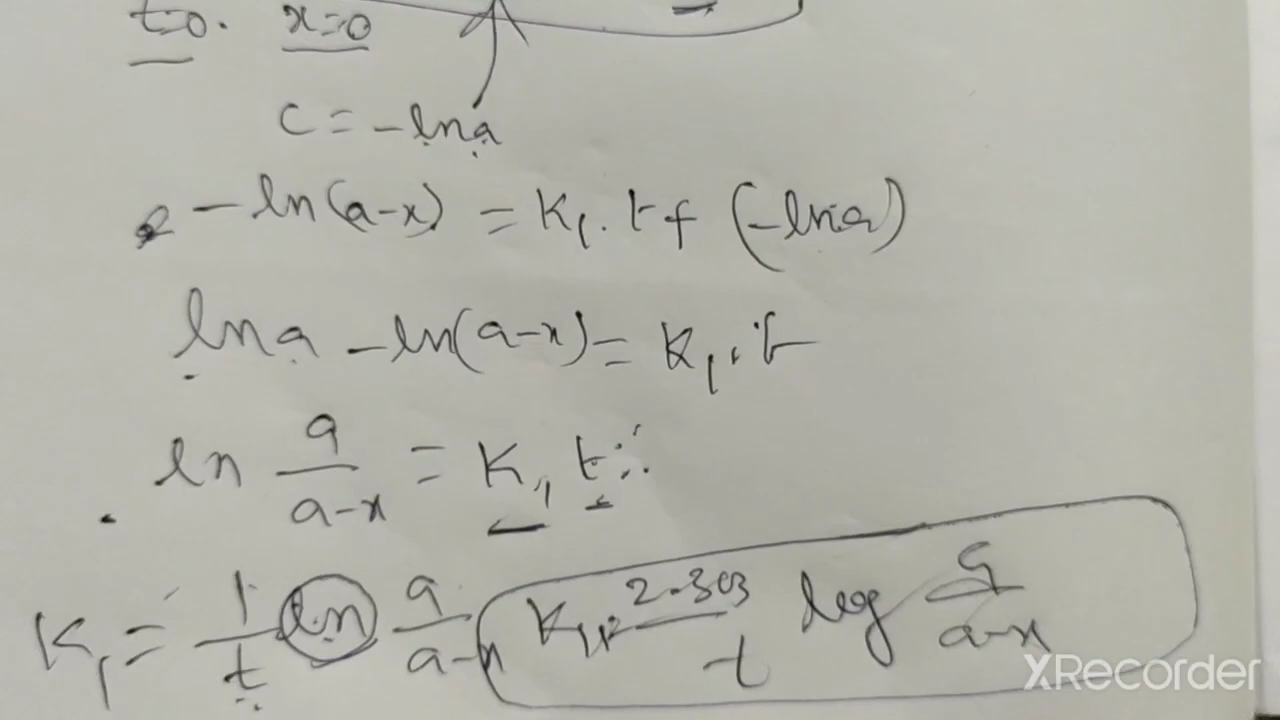 t=0. x=0
C = -ln a
-ln(a-x) = K1. t + (-ln a)
ln a - ln(a-x) = K1. t
ln a/a-x = K1 t
K1 = 1/t ln a/a-x K1 = 2.303/t log a/a-x
XRecorder